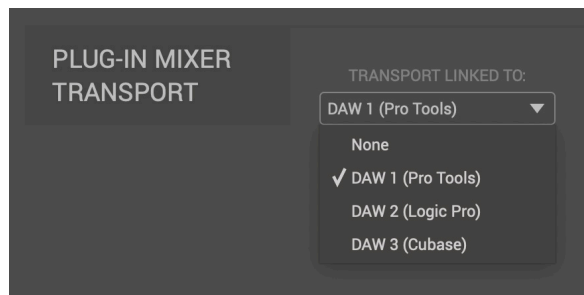 PLUG-IN MIXER
TRANSPORT
TRANSPORT LINKED TO:
DAW 1 (Pro Tools)
None
DAW 1 (Pro Tools)
DAW 2 (Logic Pro)
DAW 3 (Cubase)